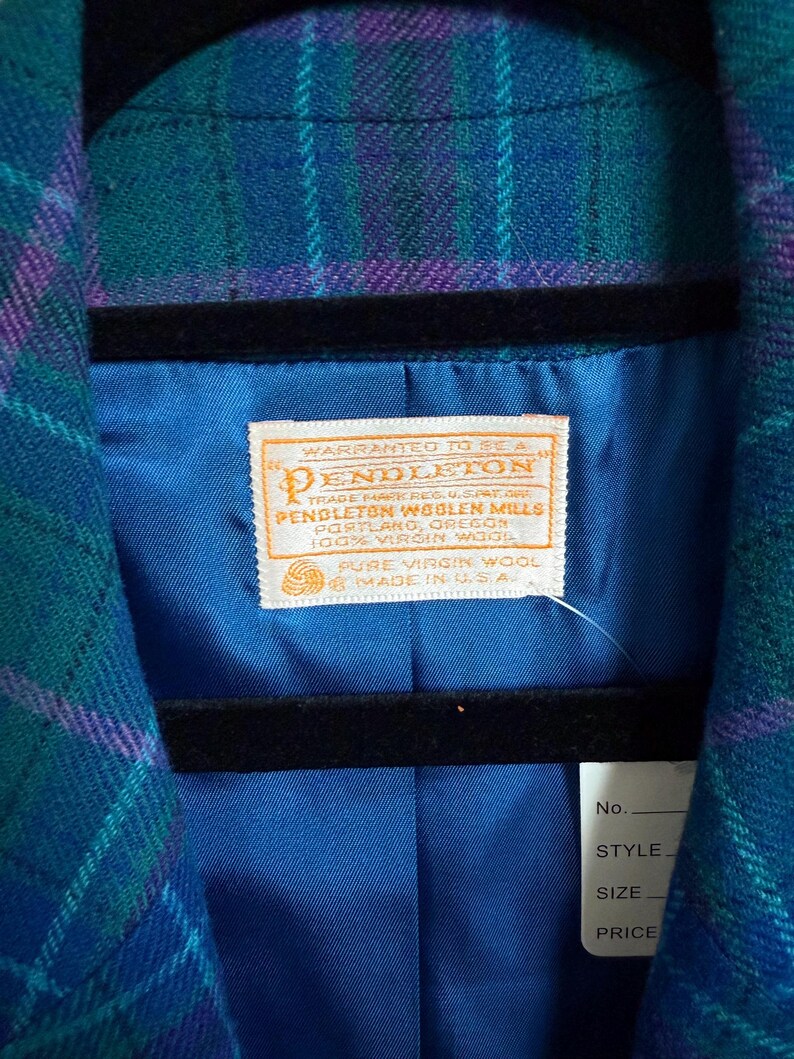 WARRANTED TO BE A
"PENDLETON"
TRADE MARK REG. U.S. PAT. OFF.
PENDLETON WOOLEN MILLS
PORTLAND, OREGON
100% VIRGIN WOOL
PURE VIRGIN WOOL
® MADE IN U.S.A.
No.
STYLE
SIZE
PRICE